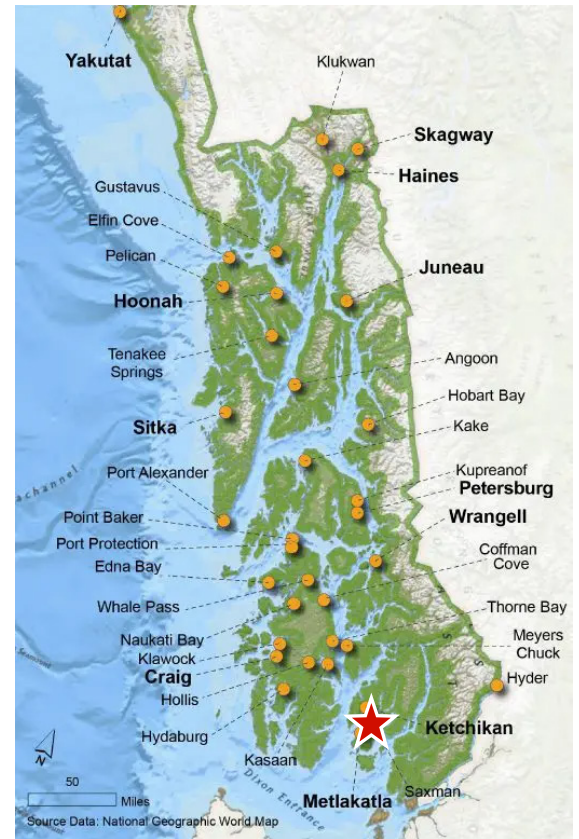 Yakutat
Klukwan
Skagway
Haines
Gustavus
Elfin Cove
Pelican
Juneau
Hoonah
Tenakee
Springs
Angoon
Hobart Bay
Sitka
Kake
Port Alexander
Kupreanof
Petersburg
Point Baker
Wrangell
Port Protection
Coffman
Cove
Edna Bay
Whale Pass
Thorne Bay
Naukati Bay
Meyers
Chuck
Klawock
Craig
Hyder
Hollis
Ketchikan
Hydaburg
Kasaan
Saxman
Dixon Entrance
Metlakatla
N
50
Miles
Source Data: National Geographic World Map